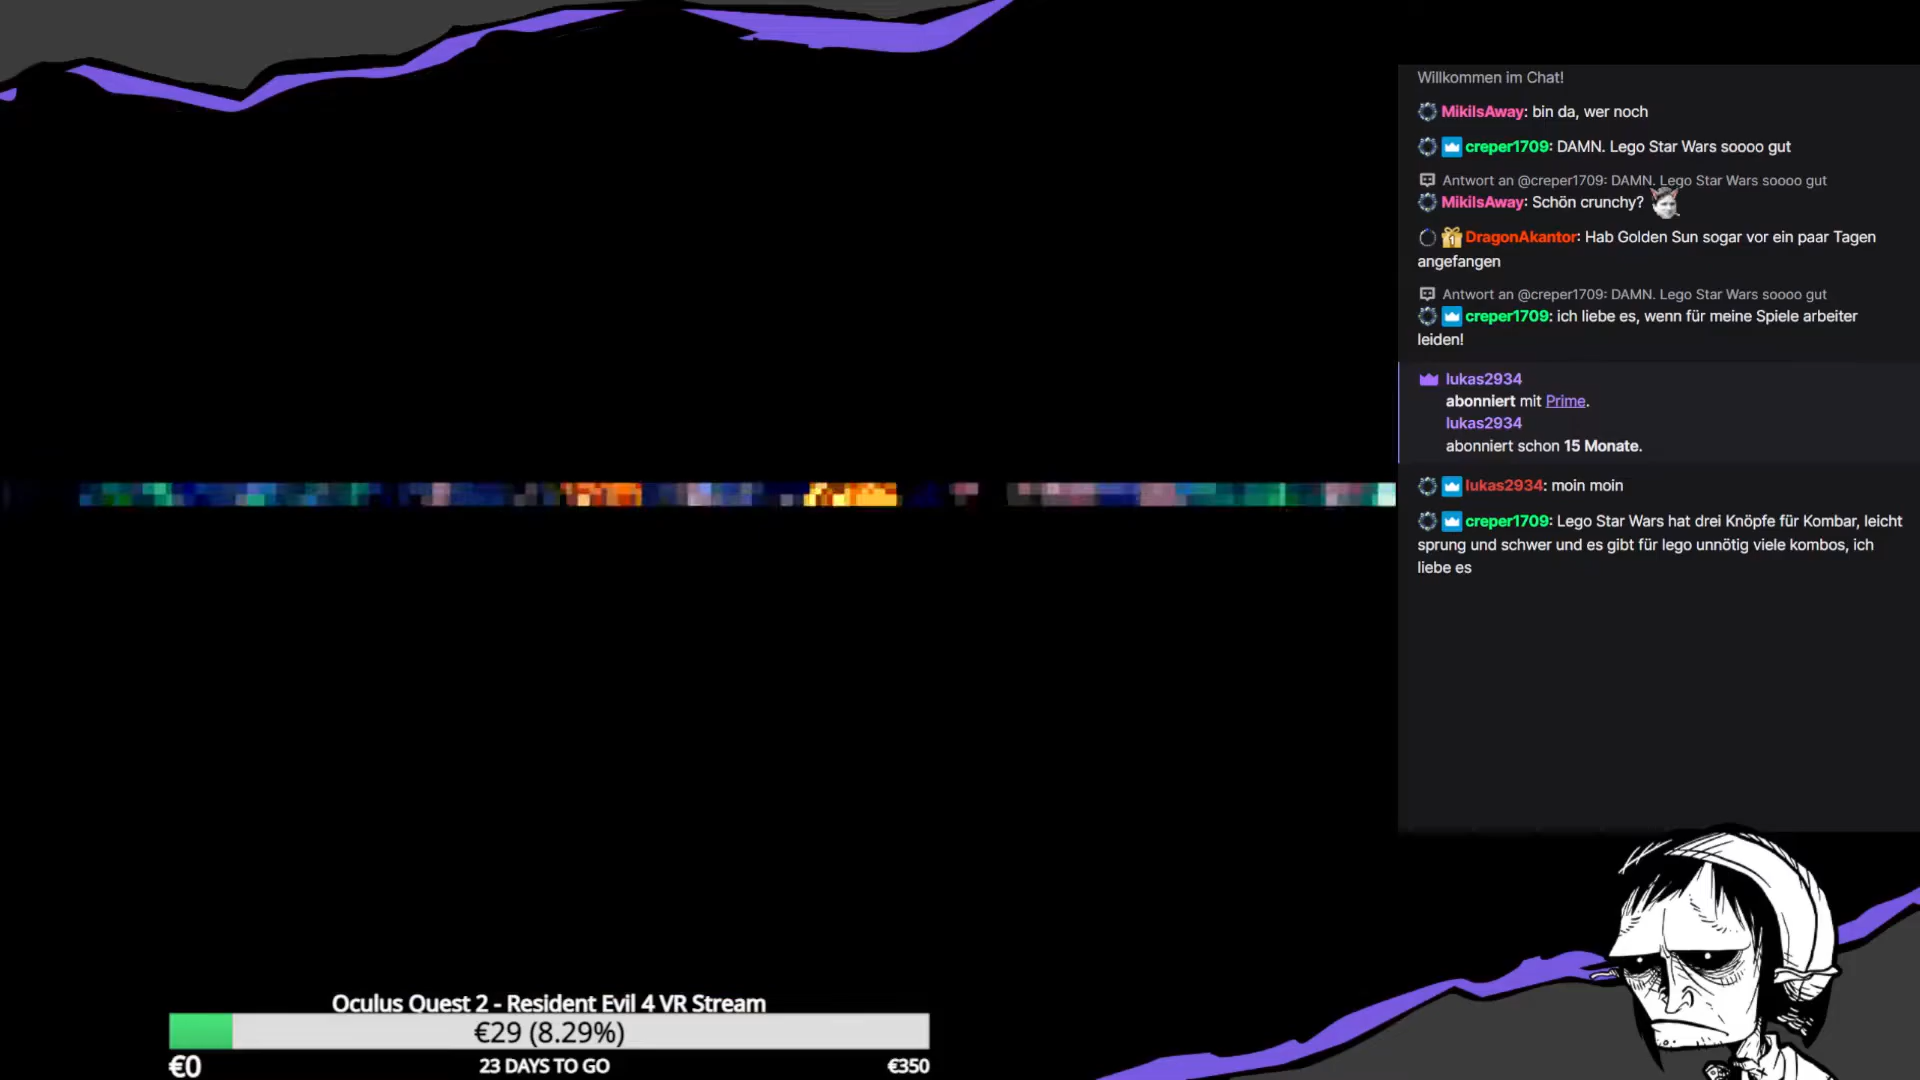 Willkommen im Chat!
MikiIsAway: bin da, wer noch
creper1709: DAMN. Lego Star Wars soooo gut
Antwort an @creper1709: DAMN. Lego Star Wars soooo gut
MikiIsAway: Schön crunchy?
1 DragonAkantor: Hab Golden Sun sogar vor ein paar Tagen
angefangen
Antwort an @creper1709: DAMN. Lego Star Wars soooo gut
creper1709: ich liebe es, wenn für meine Spiele arbeiter
leiden!
lukas2934
abonniert mit Prime.
lukas2934
abonniert schon 15 Monate.
lukas2934: moin moin
creper1709: Lego Star Wars hat drei Knöpfe für Kombar, leicht
sprung und schwer und es gibt für lego unnötig viele kombos, ich
liebe es
Oculus Quest 2 - Resident Evil 4 VR Stream
€29 (8.29%)
€0 23 DAYS TO GO €350